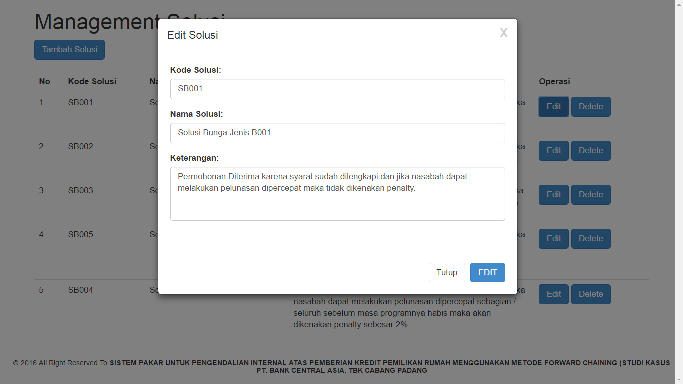 Management Solusi
Edit Solusi
X
Tambah Solusi
No Kode Solusi Operasi
Kode Solusi:
SB001
1 SB001 Edit Delete
Nama Solusi:
Solusi Bunga Jenis B001
2 SB002 Edit Delete
Keterangan:
Permohonan Diterima karena syarat sudah dilengkapi dan jika nasabah dapat
melakukan pelunasan dipercepat maka tidak dikenakan penalty.
3 SB003 Edit Delete
4 SB005 Edit Delete
Tutup EDIT
5 SB004 Edit Delete
nasabah dapat melakukan pelunasan dipercepat sebagian /
seluruh sebelum masa programnya habis maka akan
dikenakan penalty sebesar 2%
© 2016 All Right Reserved To SISTEM PAKAR UNTUK PENGENDALIAN INTERNAL ATAS PEMBERIAN KREDIT PEMILIKAN RUMAH MENGGUNAKAN METODE FORWARD CHAINING (STUDI KASUS
PT. BANK CENTRAL ASIA, TBK CABANG PADANG